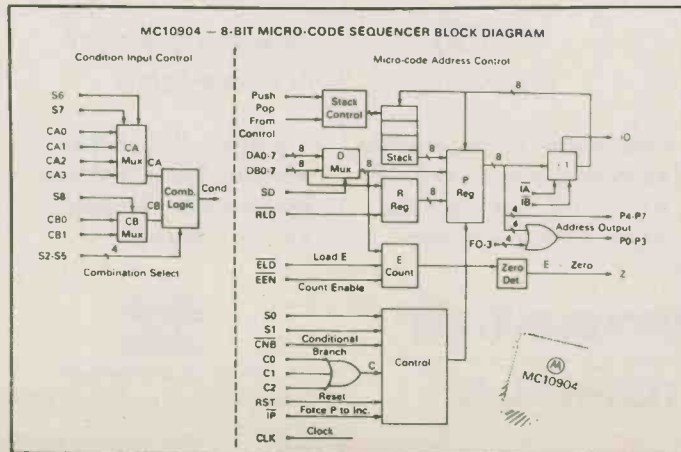 MC10904 — 8-BIT MICRO-CODE SEQUENCER BLOCK DIAGRAM
Condition Input Control
S6
S7
CA0
CA1
CA2
CA3
CA
Mux
CA
S8
CB0
CB1
CB
Mux
CB
Comb.
Logic
Cond
S2-S5
4
Combination Select
Micro-code Address Control
Push
Pop
From
Control
Stack
Control
Stack
8
DA0-7
8
DB0-7
8
D
Mux
8
SD
RLD
R
Reg
8
8
P
Reg
8
8
+1
IO
IA
IB
4
P4-P7
4
Address Output
FO-3
4
P0-P3
ELD
Load E
EEN
Count Enable
E
Count
Zero
Det.
E Zero
Z
S0
S1
CNB
Conditional
Branch
C0
C1
C2
C
RST
Reset
IP
Force P to Inc.
CLK
Clock
Control
MC10904